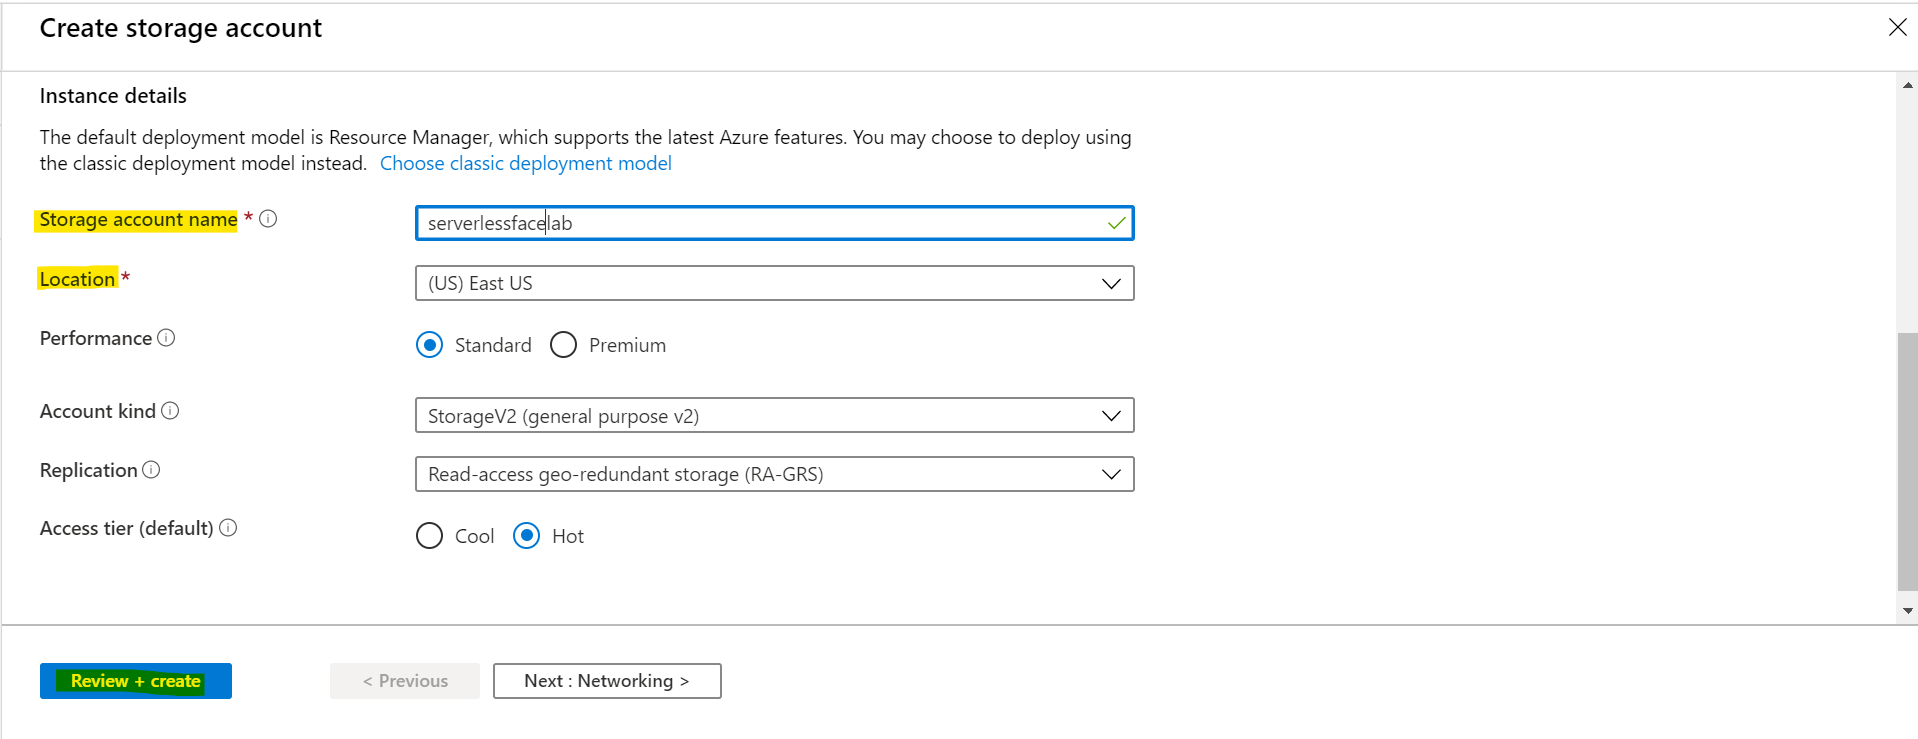 Create storage account
Instance details
The default deployment model is Resource Manager, which supports the latest Azure features. You may choose to deploy using
the classic deployment model instead. Choose classic deployment model
Storage account name *
serverlessfacelab
Location *
(US) East US
Performance
Standard Premium
Account kind
StorageV2 (general purpose v2)
Replication
Read-access geo-redundant storage (RA-GRS)
Access tier (default)
Cool Hot
Review + create < Previous Next : Networking >